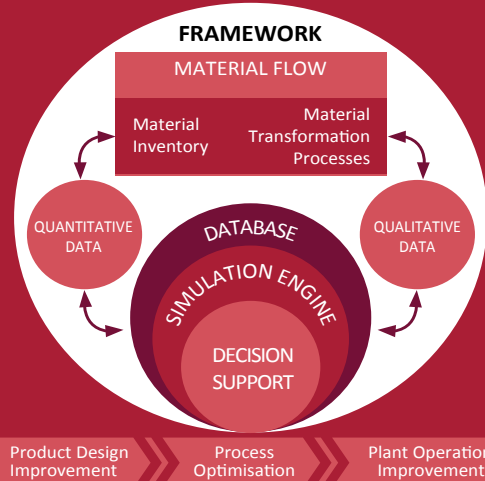 FRAMEWORK
MATERIAL FLOW
Material
Inventory
Material
Transformation
Processes
QUANTITATIVE
DATA
QUALITATIVE
DATA
DATABASE
SIMULATION ENGINE
DECISION
SUPPORT
Product Design
Improvement
Process
Optimisation
Plant Operation
Improvement